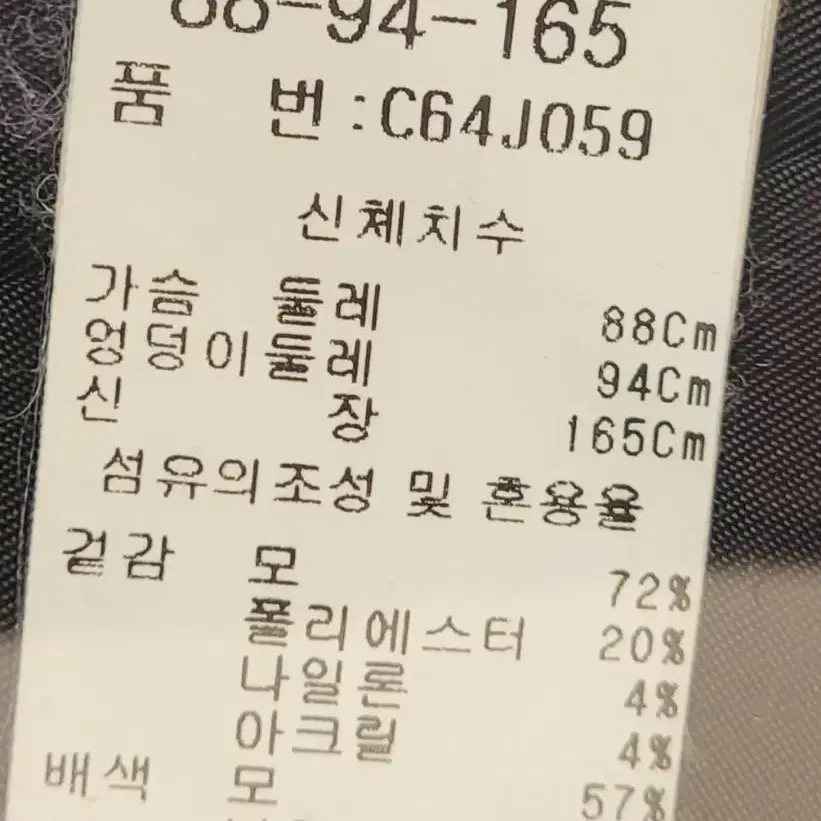 88-94-165
품 번:C64J059
신체치수
가슴 둘레 88Cm
엉덩이둘레 94Cm
신 장 165Cm
섬유의조성 및 혼용율
겉감 모 72%
폴리에스터 20%
나일론 4%
아크릴 4%
배색 모 57%